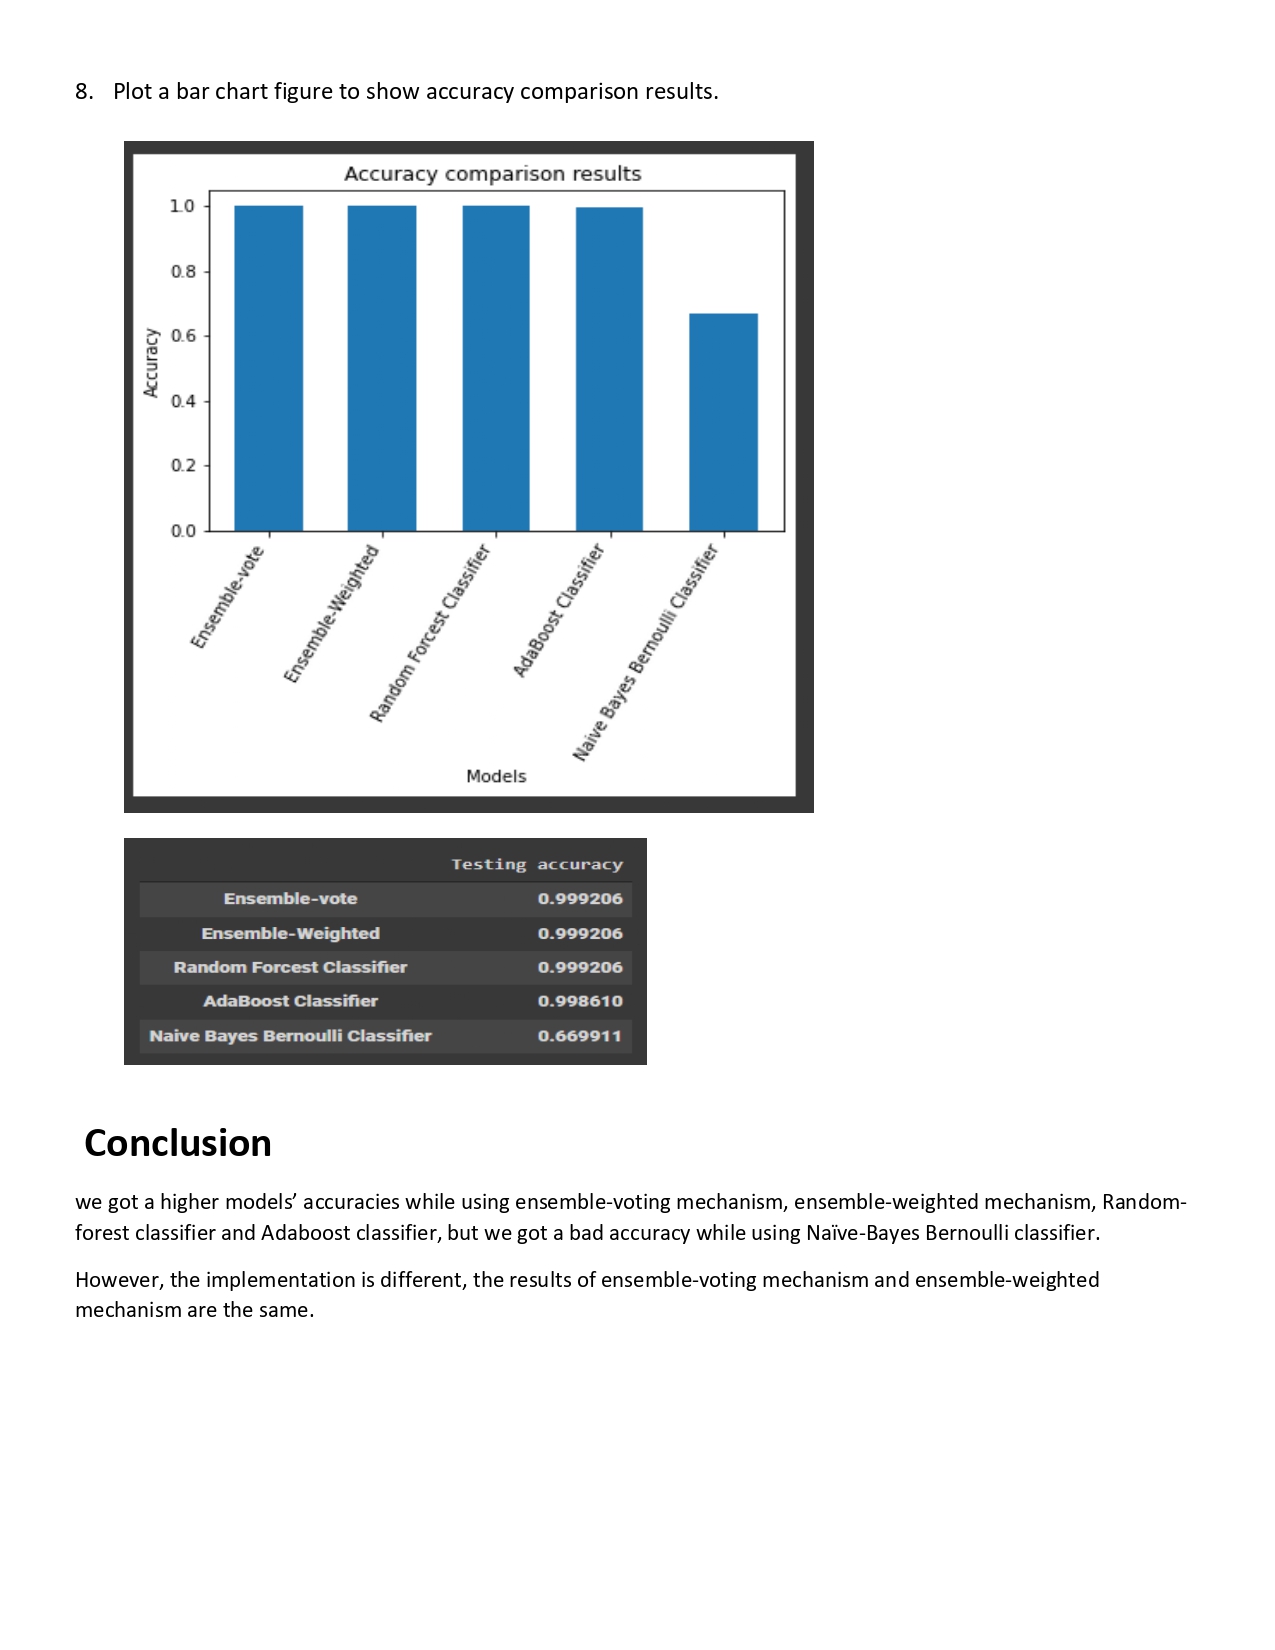 8. Plot a bar chart figure to show accuracy comparison results.
Accuracy comparison results
1.0
0.8
0.6
0.4
0.2
0.0
Accuracy
Ensemble-vote
Ensemble-Weighted
Random Forcest Classifier
AdaBoost Classifier
Naive Bayes Bernoulli Classifier
Models
Testing accuracy
Ensemble-vote 0.999206
Ensemble-Weighted 0.999206
Random Forcest Classifier 0.999206
AdaBoost Classifier 0.998610
Naive Bayes Bernoulli Classifier 0.669911
Conclusion
we got a higher models’ accuracies while using ensemble-voting mechanism, ensemble-weighted mechanism, Random-
forest classifier and Adaboost classifier, but we got a bad accuracy while using Naïve-Bayes Bernoulli classifier.
However, the implementation is different, the results of ensemble-voting mechanism and ensemble-weighted
mechanism are the same.